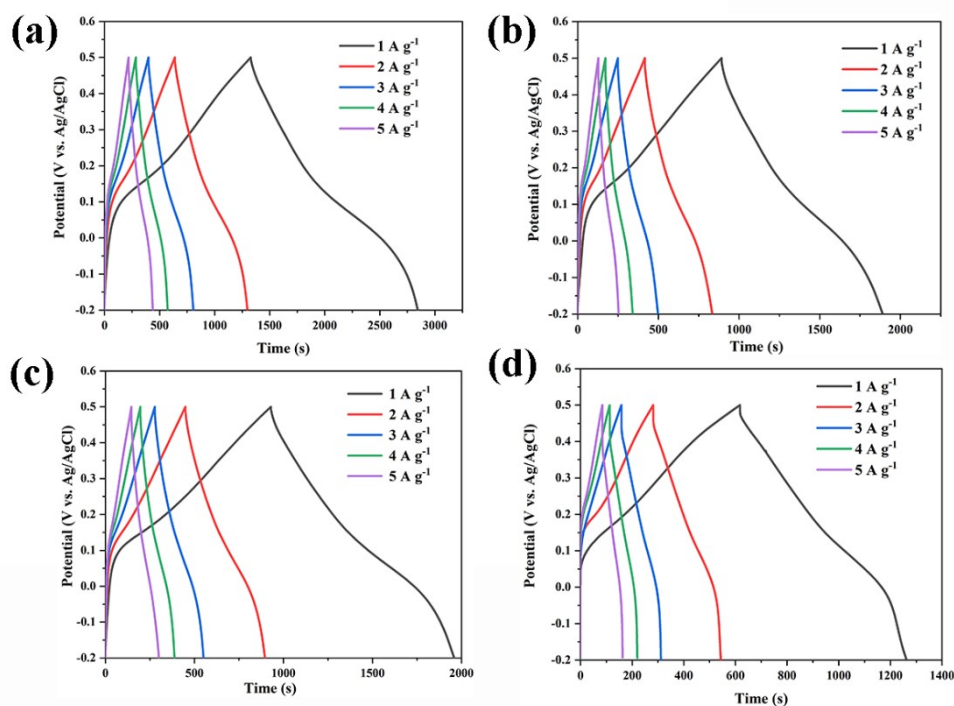 (a)
0.6
0.5
0.4
0.3
0.2
0.1
0.0
-0.1
-0.2
Potential (V vs. Ag/AgCl)
1 A g⁻¹
2 A g⁻¹
3 A g⁻¹
4 A g⁻¹
5 A g⁻¹
0 500 1000 1500 2000 2500 3000
Time (s)
(b)
0.6
0.5
0.4
0.3
0.2
0.1
0.0
-0.1
-0.2
Potential (V vs. Ag/AgCl)
1 A g⁻¹
2 A g⁻¹
3 A g⁻¹
4 A g⁻¹
5 A g⁻¹
0 500 1000 1500 2000
Time (s)
(c)
0.6
0.5
0.4
0.3
0.2
0.1
0.0
-0.1
-0.2
Potential (V vs. Ag/AgCl)
1 A g⁻¹
2 A g⁻¹
3 A g⁻¹
4 A g⁻¹
5 A g⁻¹
0 500 1000 1500 2000
Time (s)
(d)
0.6
0.5
0.4
0.3
0.2
0.1
0.0
-0.1
-0.2
Potential (V vs. Ag/AgCl)
1 A g⁻¹
2 A g⁻¹
3 A g⁻¹
4 A g⁻¹
5 A g⁻¹
0 200 400 600 800 1000 1200 1400
Time (s)